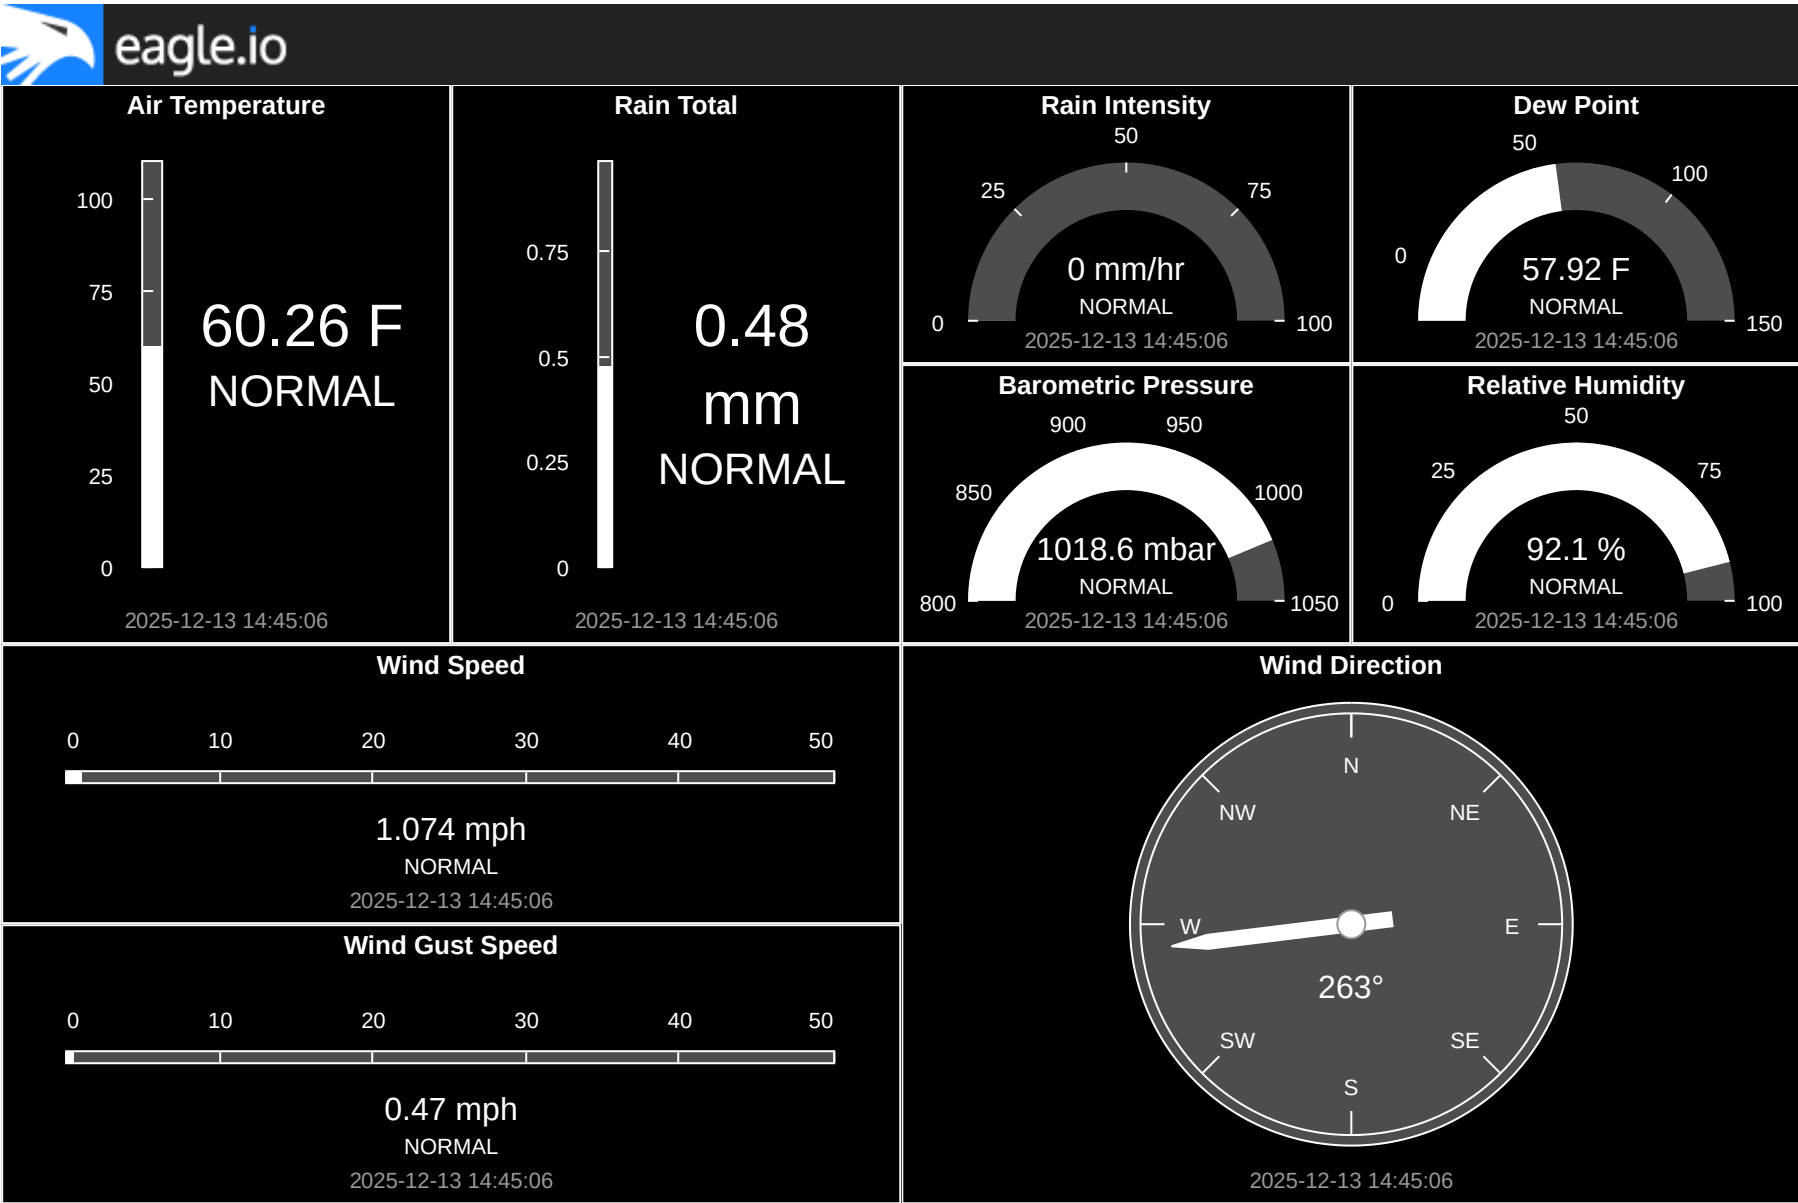 eagle.io
Air Temperature
100
75
50
25
0
60.26 F
NORMAL
2025-12-13 14:45:06
Rain Total
0.75
0.5
0.25
0
0.48
mm
NORMAL
2025-12-13 14:45:06
Rain Intensity
0
25
50
75
100
0 mm/hr
NORMAL
2025-12-13 14:45:06
Dew Point
0
50
100
150
57.92 F
NORMAL
2025-12-13 14:45:06
Barometric Pressure
800
850
900
950
1000
1050
1018.6 mbar
NORMAL
2025-12-13 14:45:06
Relative Humidity
0
25
50
75
100
92.1 %
NORMAL
2025-12-13 14:45:06
Wind Speed
0 10 20 30 40 50
1.074 mph
NORMAL
2025-12-13 14:45:06
Wind Gust Speed
0 10 20 30 40 50
0.47 mph
NORMAL
2025-12-13 14:45:06
Wind Direction
N
NW NE
W E
263°
SW SE
S
2025-12-13 14:45:06